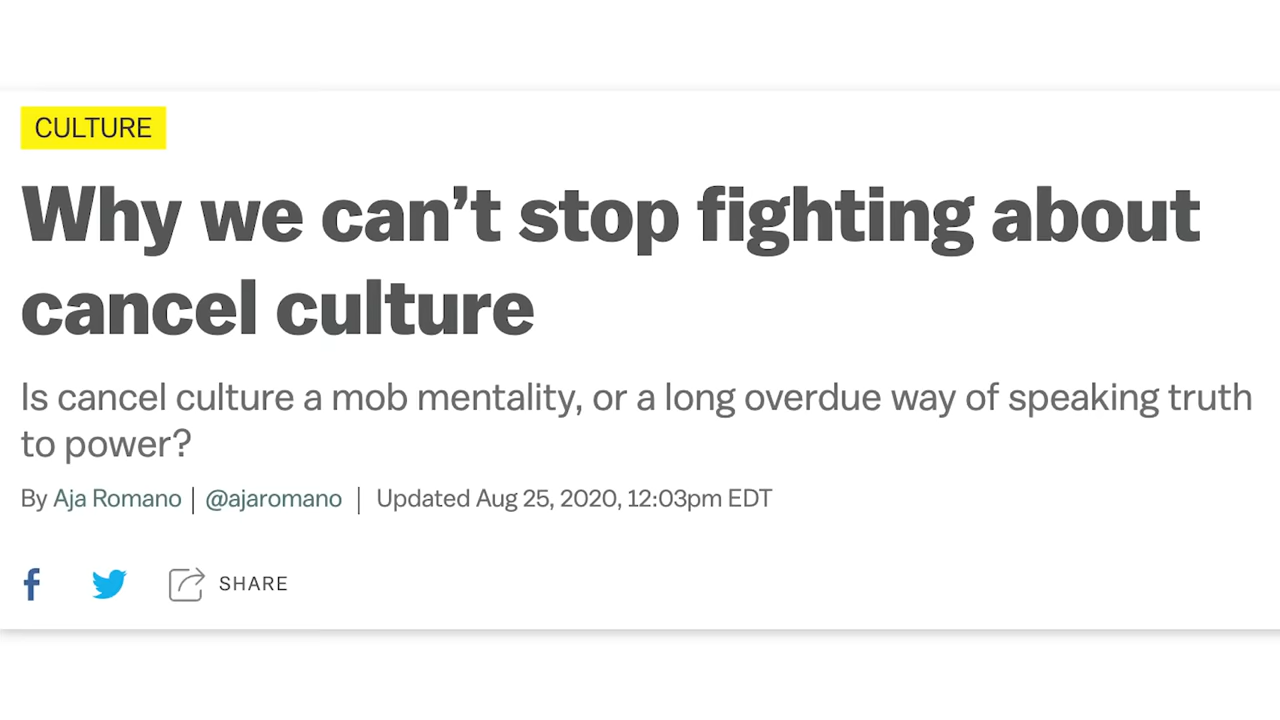 CULTURE
Why we can’t stop fighting about
cancel culture
Is cancel culture a mob mentality, or a long overdue way of speaking truth
to power?
By Aja Romano | @ajaromano | Updated Aug 25, 2020, 12:03pm EDT
SHARE